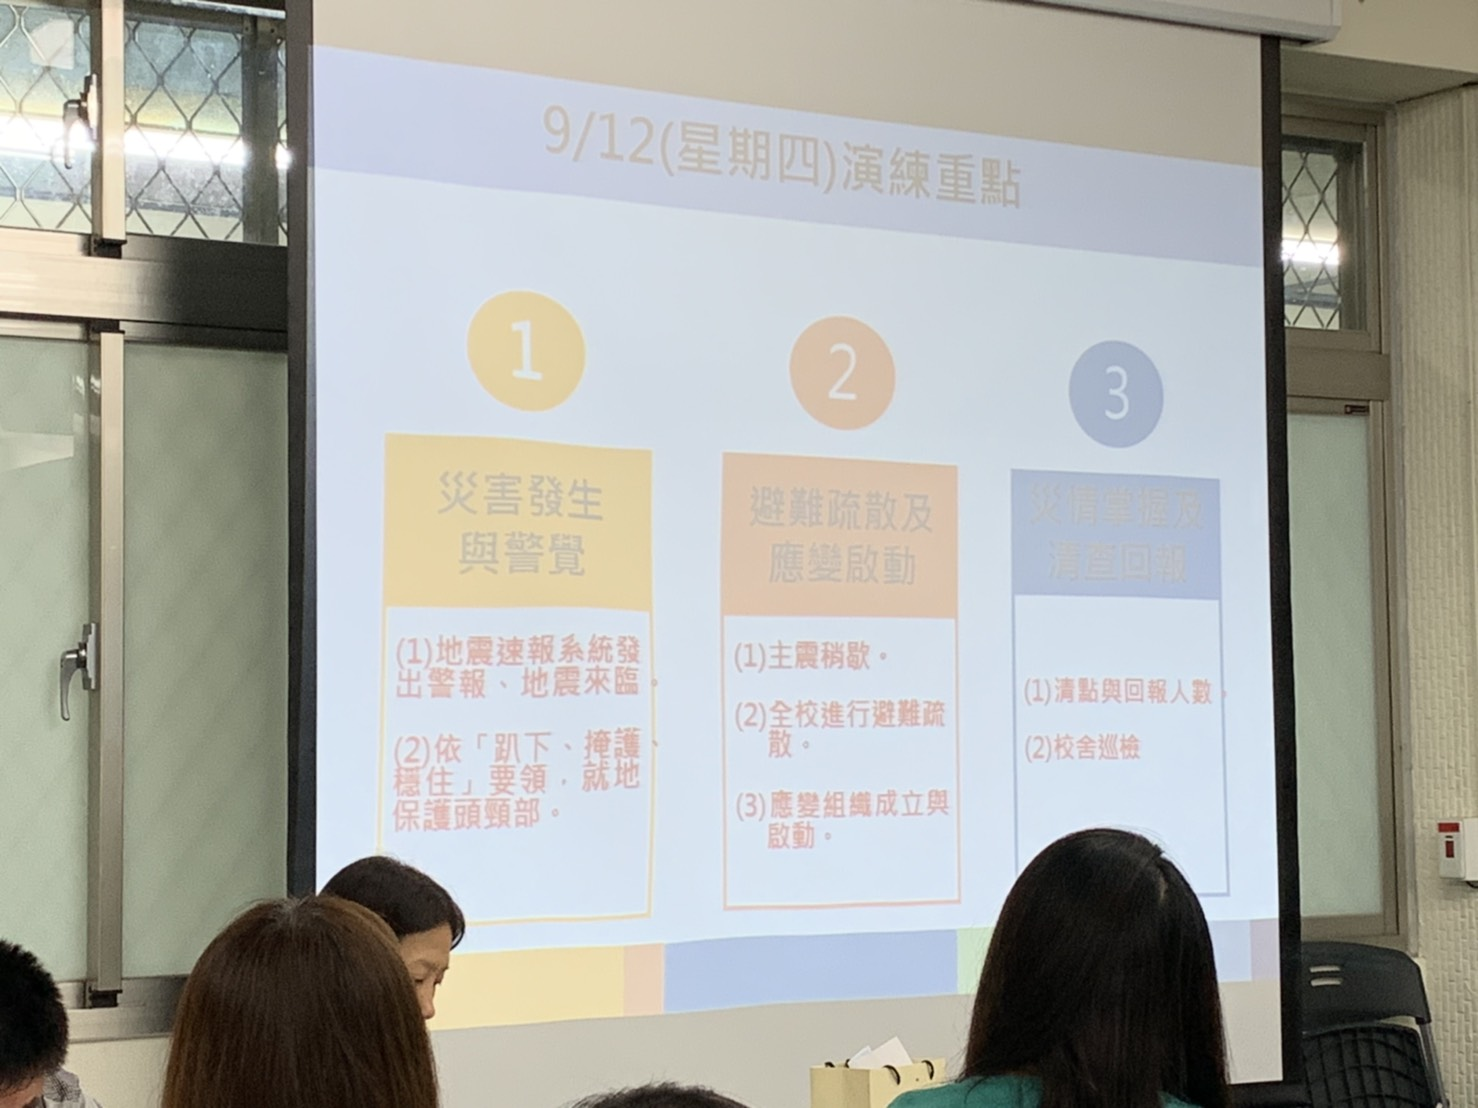 9/12(星期四)演練重點
1
災害發生
與警覺
(1)地震速報系統發
出警報、地震來臨。
(2)依「趴下、掩護、
穩住」要領，就地
保護頭頸部。
2
避難疏散及
應變啟動
(1)主震稍歇。
(2)全校進行避難疏
散。
(3)應變組織成立與
啟動。
3
災情掌握及
清查回報
(1)清點與回報人數。
(2)校舍巡檢